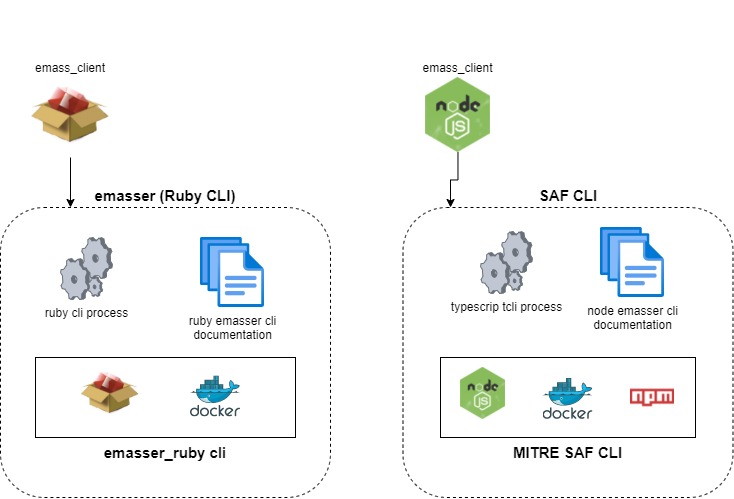 emass_client
emass_client
node
JS
emasser (Ruby CLI)
SAF CLI
ruby cli process
ruby emasser cli
documentation
typescrip tcli process
node emasser cli
documentation
docker
node
JS
docker
npm
emasser_ruby cli
MITRE SAF CLI